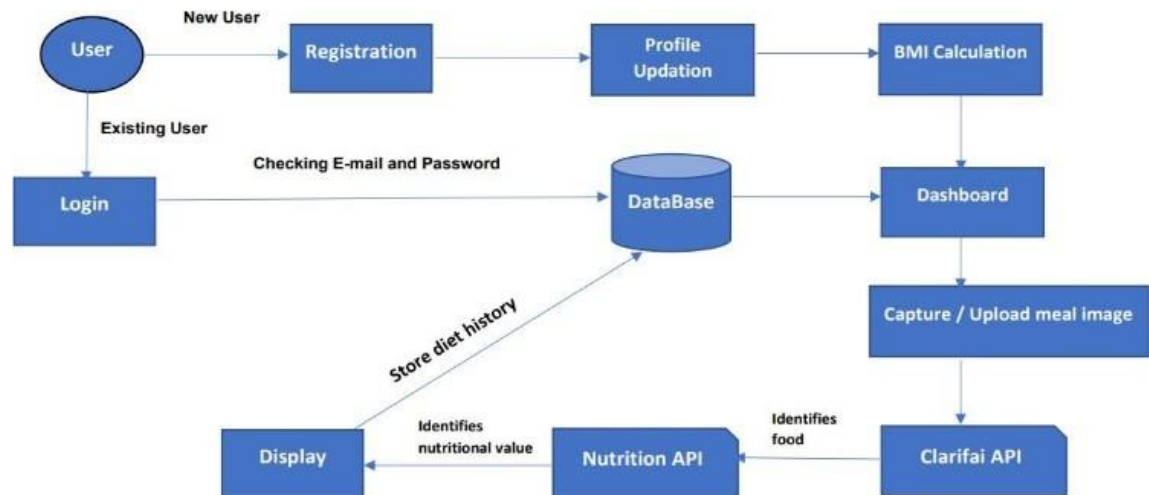 New User
User
Registration
Profile
Updation
BMI Calculation
Existing User
Checking E-mail and Password
Login
DataBase
Dashboard
Capture / Upload meal image
Store diet history
Identifies
nutritional value
Identifies
food
Display
Nutrition API
Clarifai API